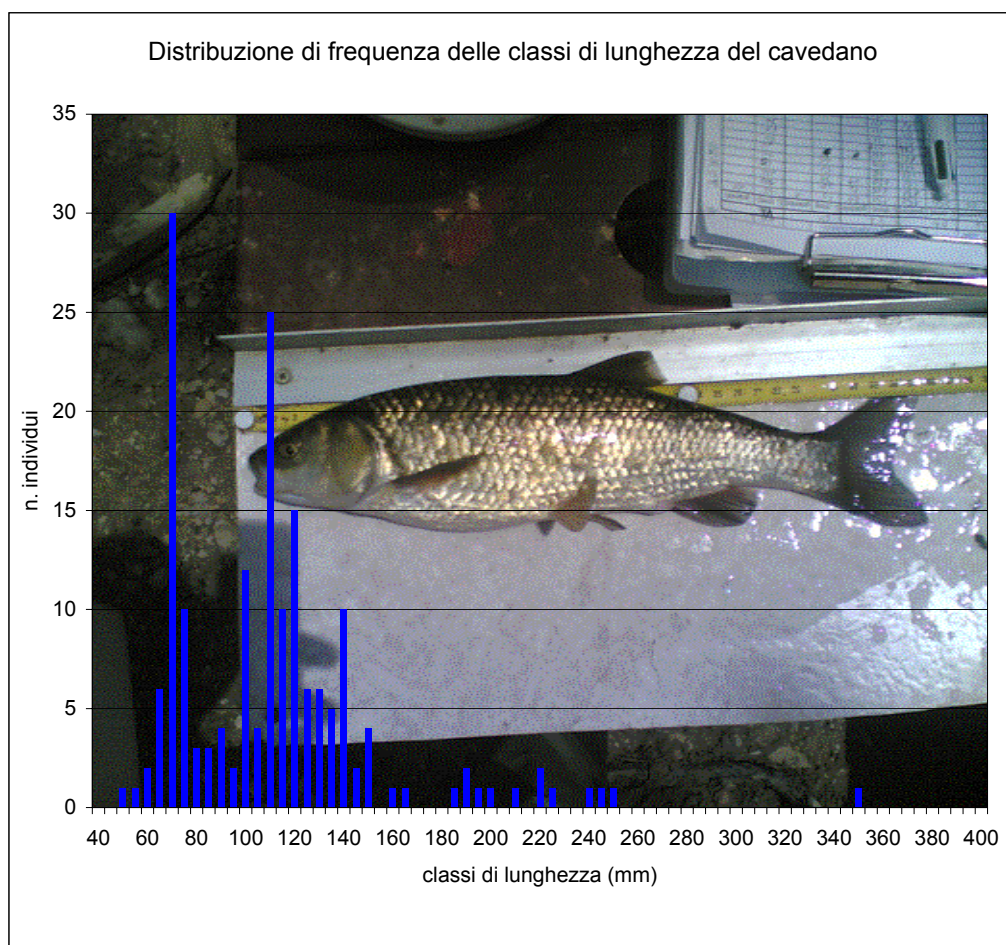 Distribuzione di frequenza delle classi di lunghezza del cavedano
35
30
25
20
15
10
5
0
n. individui
40 60 80 100 120 140 160 180 200 220 240 260 280 300 320 340 360 380 400
classi di lunghezza (mm)